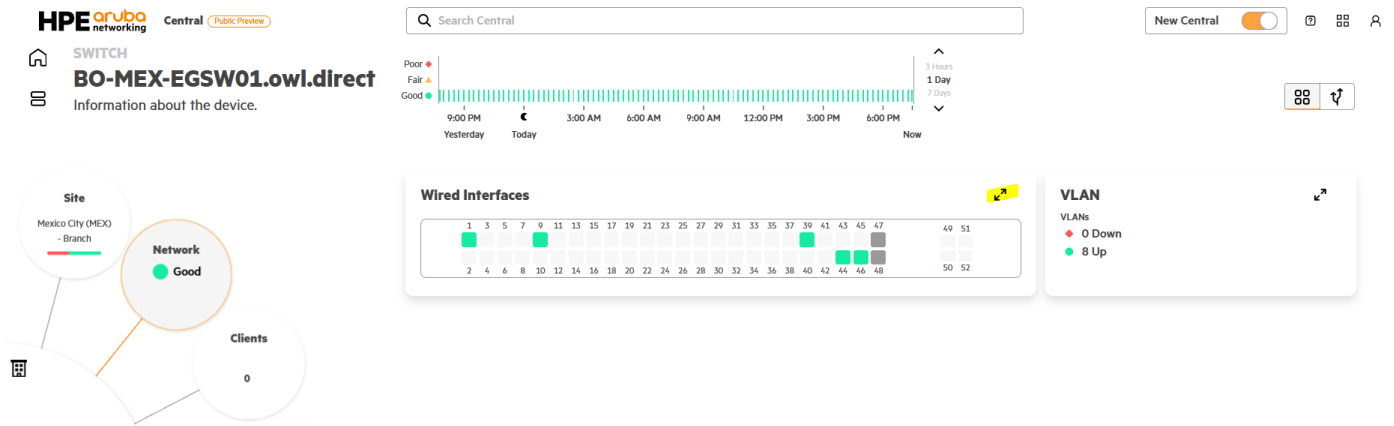 HPE aruba networking
Central
Public Preview
Search Central
New Central
SWITCH
BO-MEX-EGSW01.owl.direct
Information about the device.
Poor
Fair
Good
3 Hours
1 Day
7 Days
9:00 PM 3:00 AM 6:00 AM 9:00 AM 12:00 PM 3:00 PM 6:00 PM
Yesterday Today Now
Site
Mexico City (MEX)
- Branch
Network
Good
Clients
0
Wired Interfaces
1 3 5 7 9 11 13 15 17 19 21 23 25 27 29 31 33 35 37 39 41 43 45 47 49 51
2 4 6 8 10 12 14 16 18 20 22 24 26 28 30 32 34 36 38 40 42 44 46 48 50 52
VLAN
VLANs
0 Down
8 Up